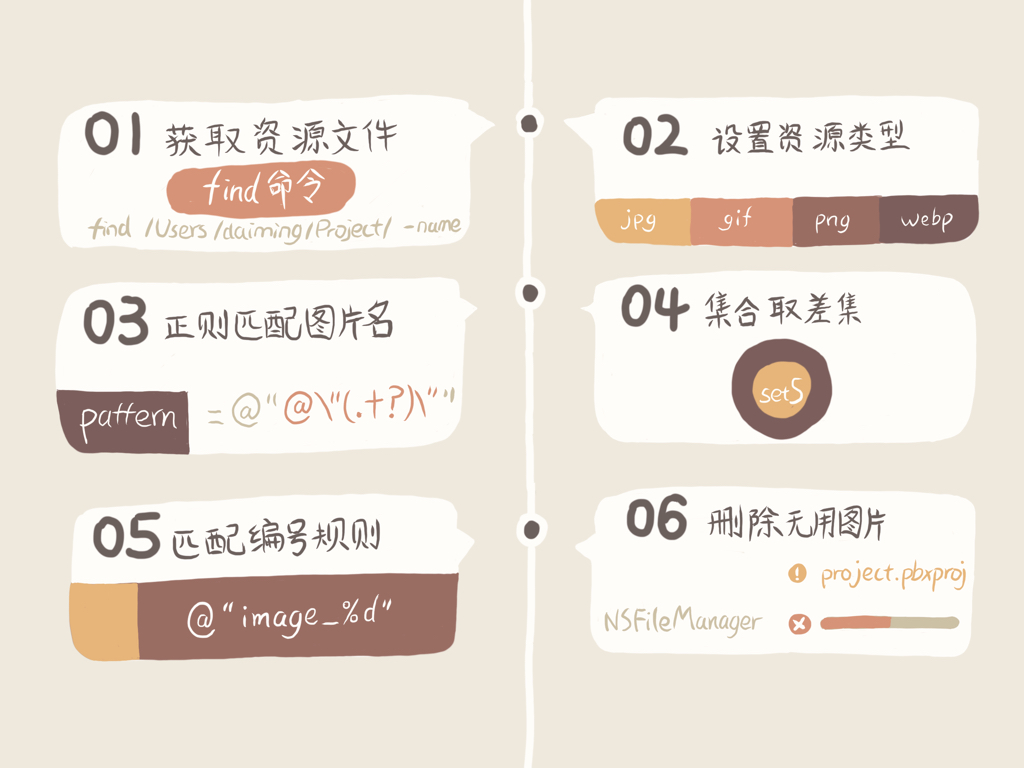 01 获取资源文件
find命令
find /Users/daiming/Project/ -name
02 设置资源类型
jpg gif png webp
03 正则匹配图片名
pattern = @"@\"(.+?)\""
04 集合取差集
setS
05 匹配编号规则
@"image_%d"
06 删除无用图片
! project.pbxproj
NSFileManager